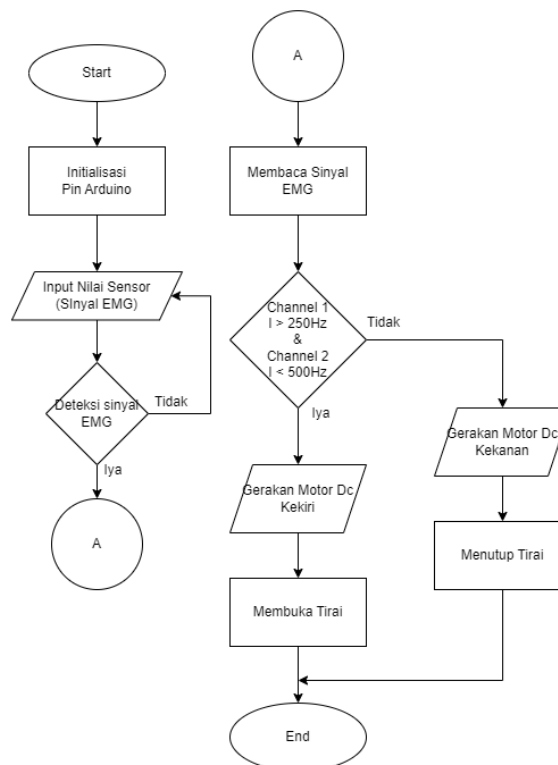 Start
Initialisasi
Pin Arduino
Input Nilai Sensor
(SInyal EMG)
Deteksi sinyal
EMG
Tidak
Iya
A
A
Membaca Sinyal
EMG
Channel 1
I > 250Hz
&
Channel 2
I < 500Hz
Tidak
Iya
Gerakan Motor Dc
Kekiri
Membuka Tirai
Gerakan Motor Dc
Kekanan
Menutup Tirai
End